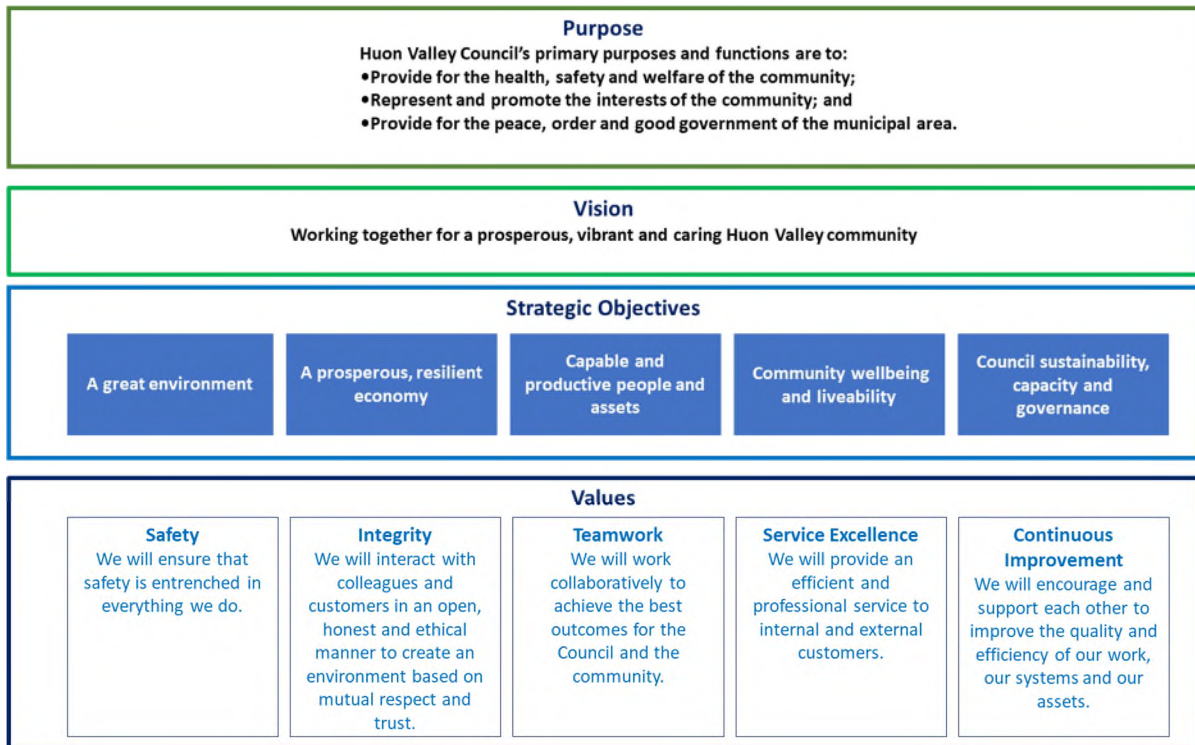 Purpose
Huon Valley Council's primary purposes and functions are to:
•Provide for the health, safety and welfare of the community;
•Represent and promote the interests of the community; and
•Provide for the peace, order and good government of the municipal area.
Vision
Working together for a prosperous, vibrant and caring Huon Valley community
Strategic Objectives
A great environment
A prosperous, resilient
economy
Capable and
productive people and
assets
Community wellbeing
and liveability
Council sustainability,
capacity and
governance
Values
Safety
We will ensure that
safety is entrenched in
everything we do.
Integrity
We will interact with
colleagues and
customers in an open,
honest and ethical
manner to create an
environment based on
mutual respect and
trust.
Teamwork
We will work
collaboratively to
achieve the best
outcomes for the
Council and the
community.
Service Excellence
We will provide an
efficient and
professional service to
internal and external
customers.
Continuous
Improvement
We will encourage and
support each other to
improve the quality and
efficiency of our work,
our systems and our
assets.